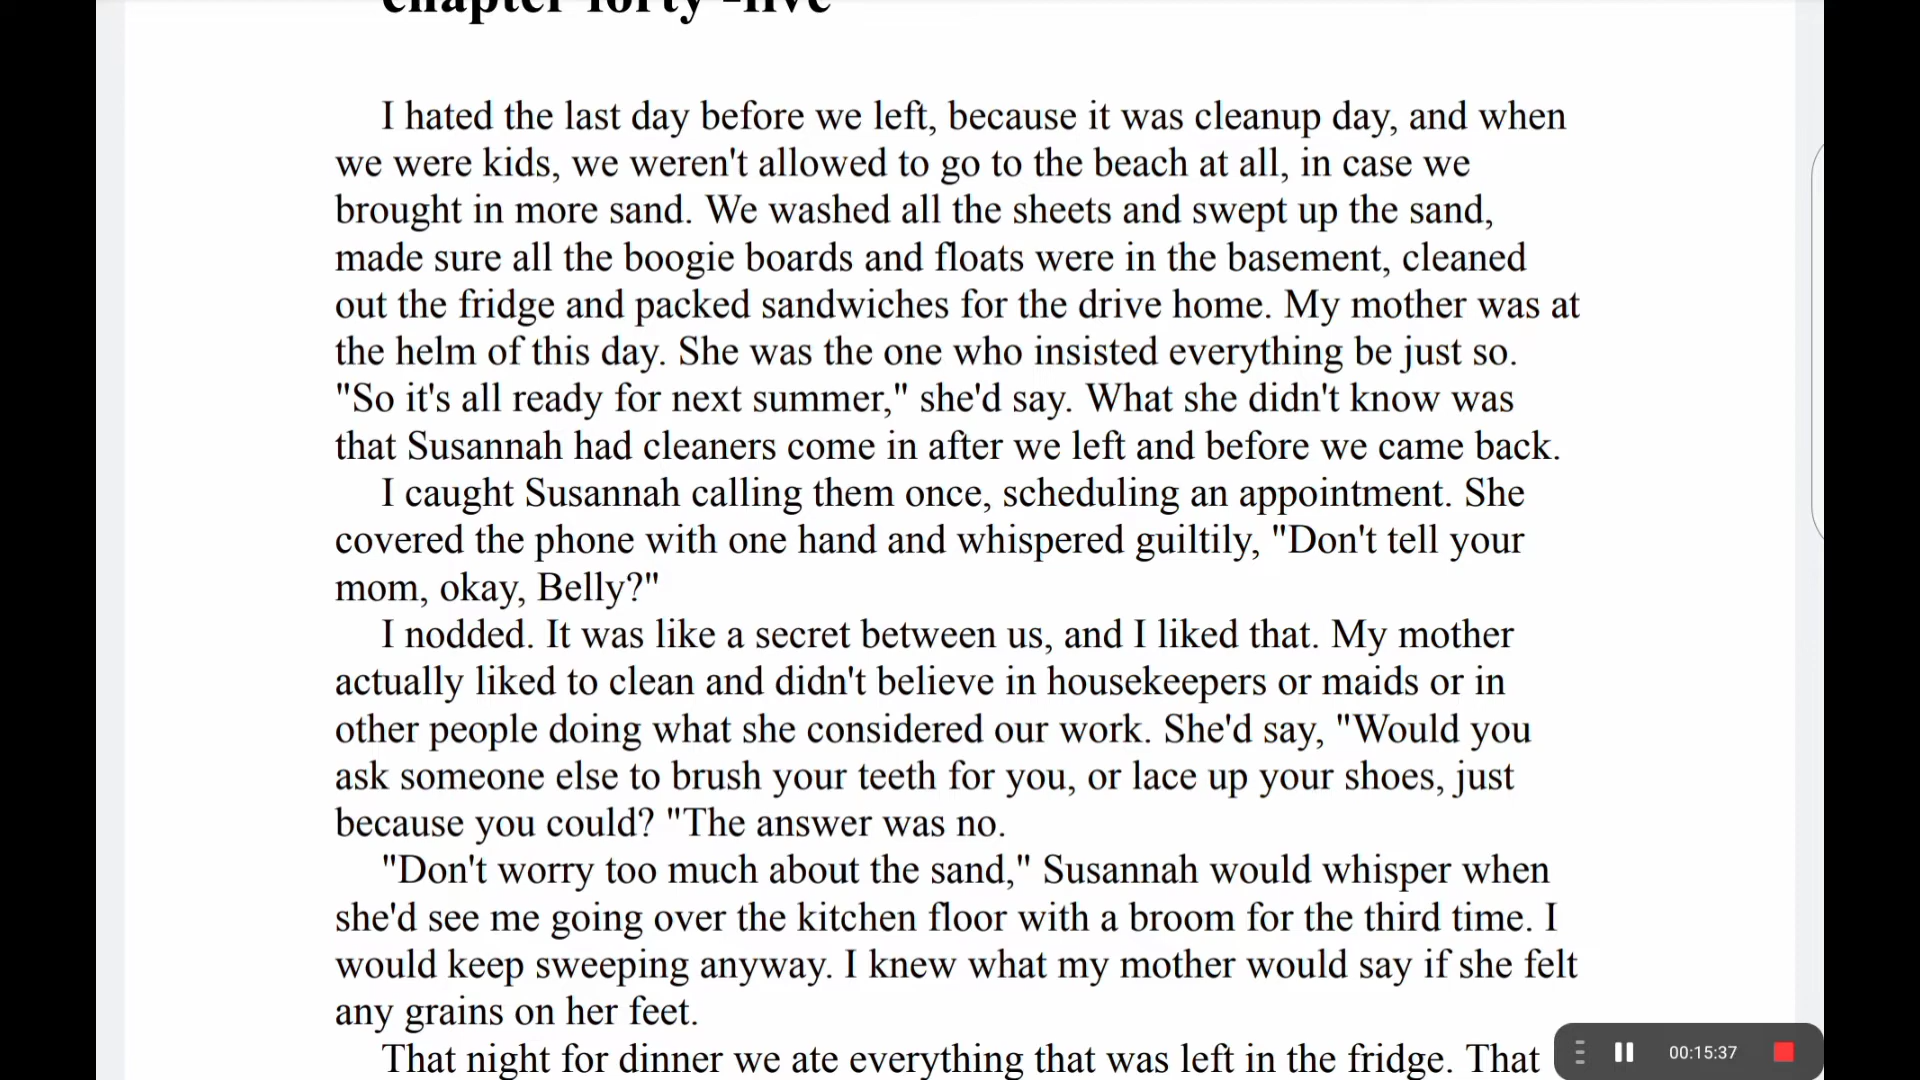 chapter forty -five
I hated the last day before we left, because it was cleanup day, and when
we were kids, we weren't allowed to go to the beach at all, in case we
brought in more sand. We washed all the sheets and swept up the sand,
made sure all the boogie boards and floats were in the basement, cleaned
out the fridge and packed sandwiches for the drive home. My mother was at
the helm of this day. She was the one who insisted everything be just so.
"So it's all ready for next summer," she'd say. What she didn't know was
that Susannah had cleaners come in after we left and before we came back.
I caught Susannah calling them once, scheduling an appointment. She
covered the phone with one hand and whispered guiltily, "Don't tell your
mom, okay, Belly?"
I nodded. It was like a secret between us, and I liked that. My mother
actually liked to clean and didn't believe in housekeepers or maids or in
other people doing what she considered our work. She'd say, "Would you
ask someone else to brush your teeth for you, or lace up your shoes, just
because you could? "The answer was no.
"Don't worry too much about the sand," Susannah would whisper when
she'd see me going over the kitchen floor with a broom for the third time. I
would keep sweeping anyway. I knew what my mother would say if she felt
any grains on her feet.
That night for dinner we ate everything that was left in the fridge. That
00:15:37